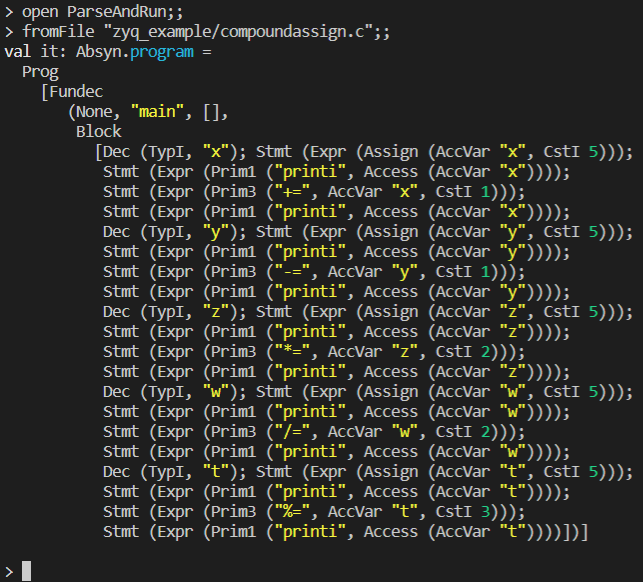 > open ParseAndRun;;
> fromFile "zyq_example/compoundassign.c";;
val it: Absyn.program =
  Prog
    [Fundec
       (None, "main", [],
        Block
          [Dec (TypI, "x"); Stmt (Expr (Assign (AccVar "x", CstI 5)));
           Stmt (Expr (Prim1 ("printi", Access (AccVar "x"))));
           Stmt (Expr (Prim3 ("+=", AccVar "x", CstI 1)));
           Stmt (Expr (Prim1 ("printi", Access (AccVar "x"))));
           Dec (TypI, "y"); Stmt (Expr (Assign (AccVar "y", CstI 5)));
           Stmt (Expr (Prim1 ("printi", Access (AccVar "y"))));
           Stmt (Expr (Prim3 ("-=", AccVar "y", CstI 1)));
           Stmt (Expr (Prim1 ("printi", Access (AccVar "y"))));
           Dec (TypI, "z"); Stmt (Expr (Assign (AccVar "z", CstI 5)));
           Stmt (Expr (Prim1 ("printi", Access (AccVar "z"))));
           Stmt (Expr (Prim3 ("*=", AccVar "z", CstI 2)));
           Stmt (Expr (Prim1 ("printi", Access (AccVar "z"))));
           Dec (TypI, "w"); Stmt (Expr (Assign (AccVar "w", CstI 5)));
           Stmt (Expr (Prim1 ("printi", Access (AccVar "w"))));
           Stmt (Expr (Prim3 ("/=", AccVar "w", CstI 2)));
           Stmt (Expr (Prim1 ("printi", Access (AccVar "w"))));
           Dec (TypI, "t"); Stmt (Expr (Assign (AccVar "t", CstI 5)));
           Stmt (Expr (Prim1 ("printi", Access (AccVar "t"))));
           Stmt (Expr (Prim3 ("%=", AccVar "t", CstI 3)));
           Stmt (Expr (Prim1 ("printi", Access (AccVar "t"))))])]
>